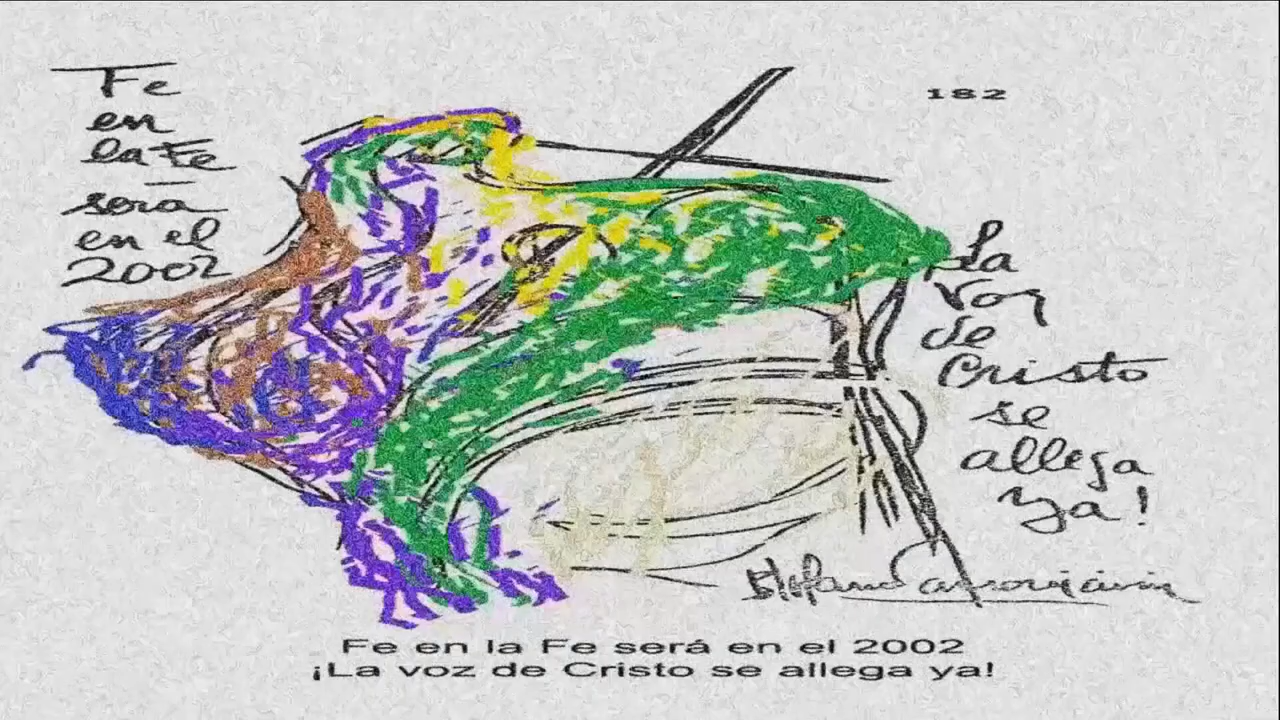 Fe
en
la Fe
será
en el
2002
182
La
voz
de
Cristo
se
allega
ya!
Fe en la Fe será en el 2002
¡La voz de Cristo se allega ya!